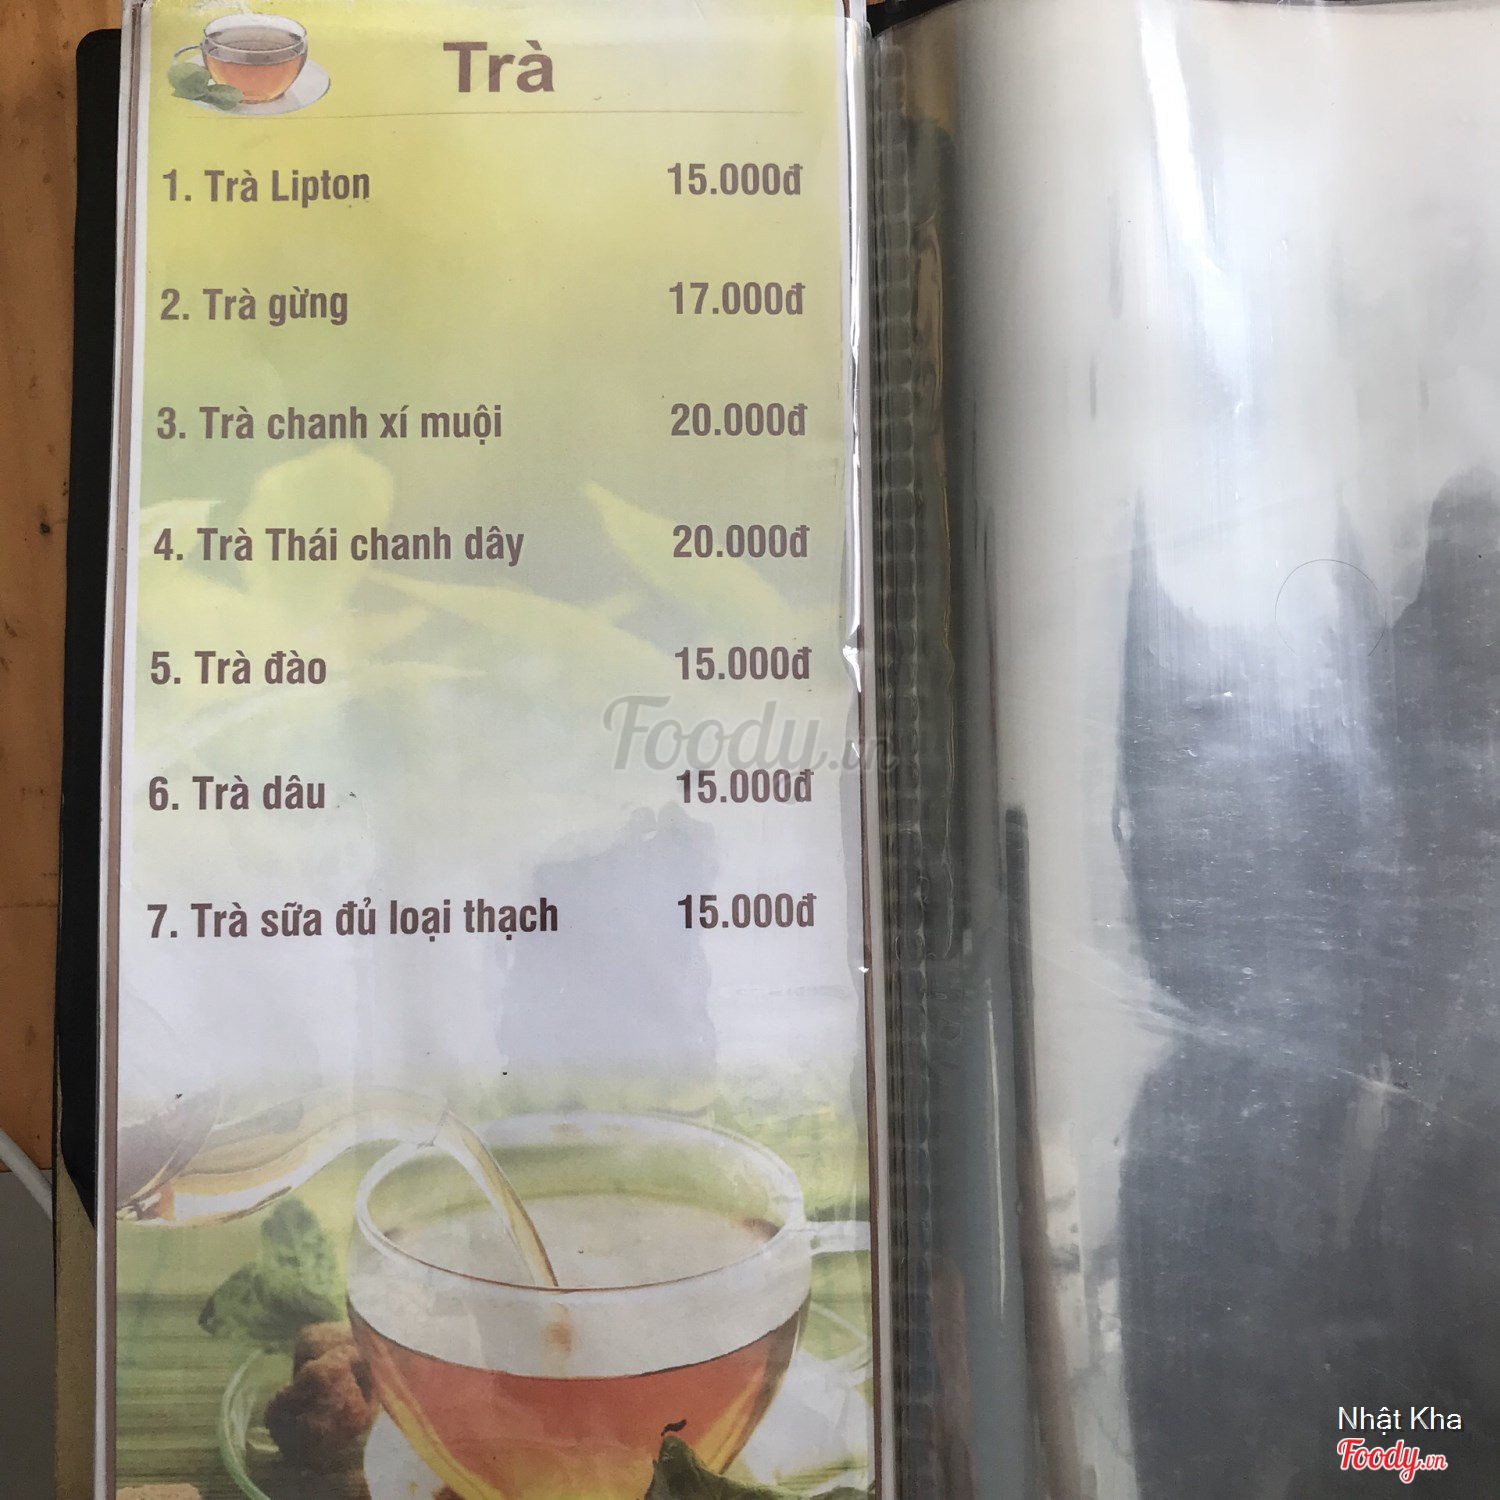 Trà
1. Trà Lipton 15.000đ
2. Trà gừng 17.000đ
3. Trà chanh xí muội 20.000đ
4. Trà Thái chanh dây 20.000đ
5. Trà đào 15.000đ
Foody.vn
6. Trà dâu 15.000đ
7. Trà sữa đủ loại thạch 15.000đ
Nhật Kha
Foody.vn